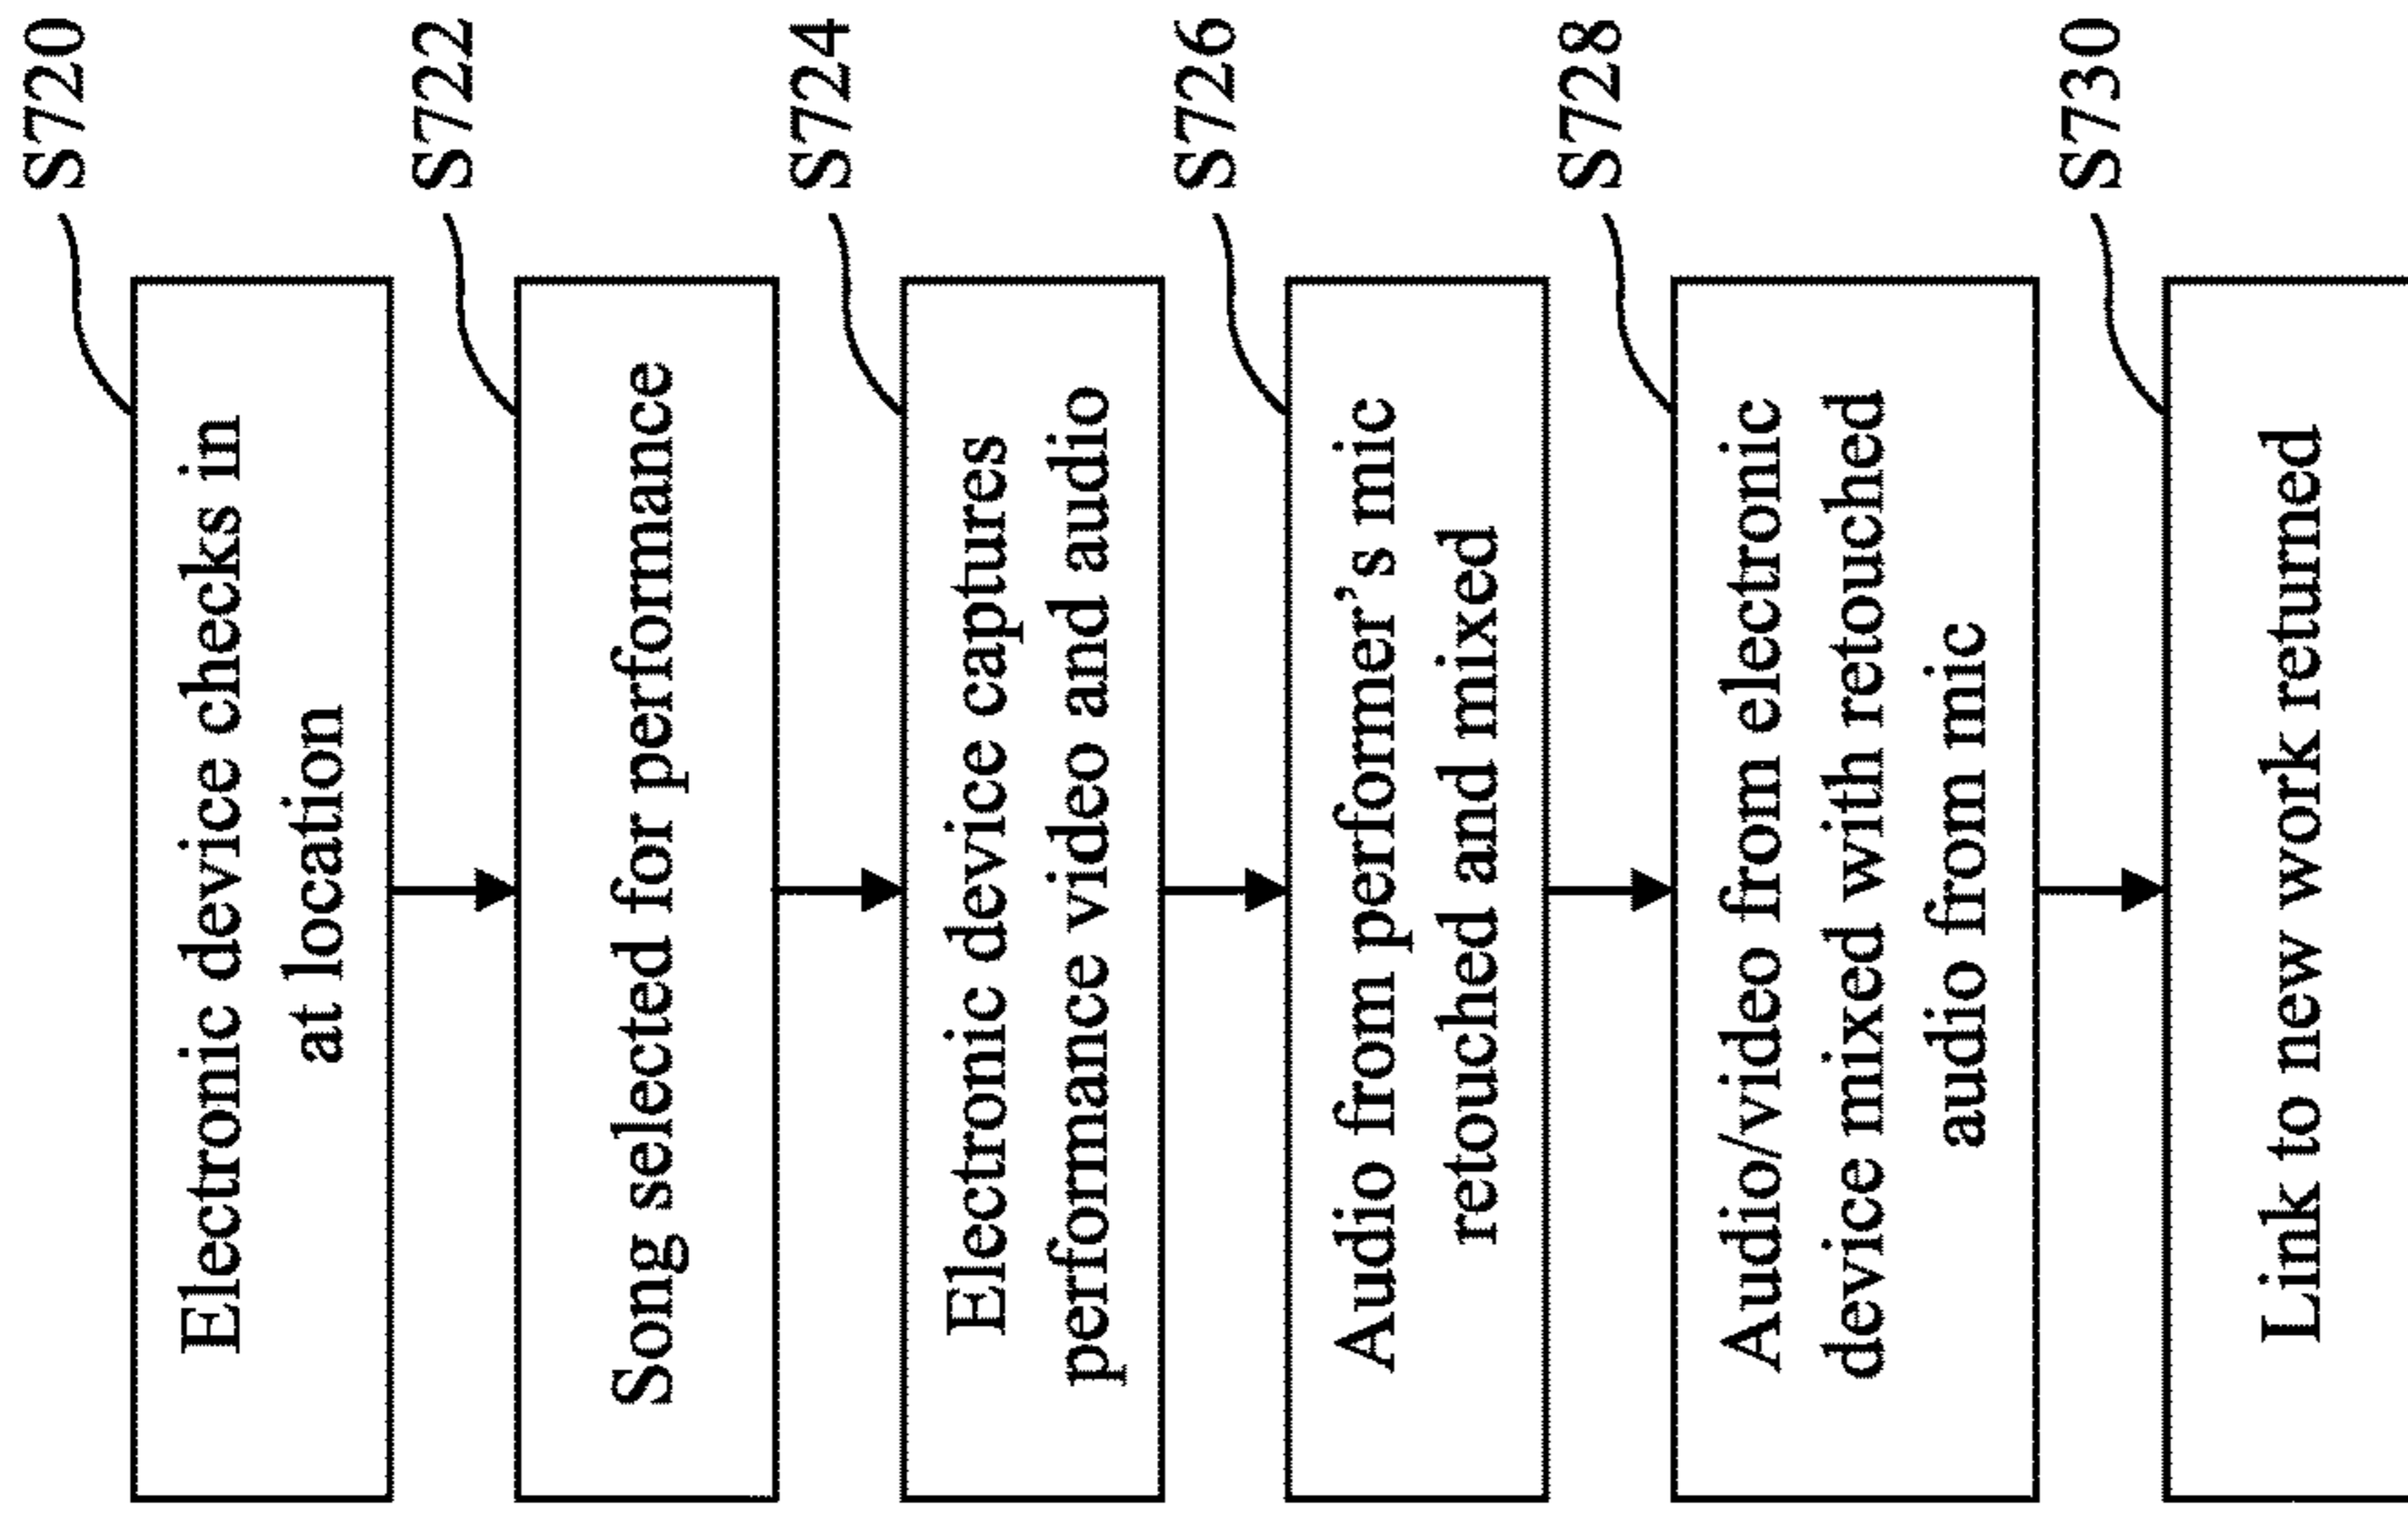 S720
Electronic device checks in
at location
S722
Song selected for performance
S724
Electronic device captures
performance video and audio
S726
Audio from performer's mic
retouched and mixed
S728
Audio/video from electronic
device mixed with retouched
audio from mic
S730
Link to new work returned